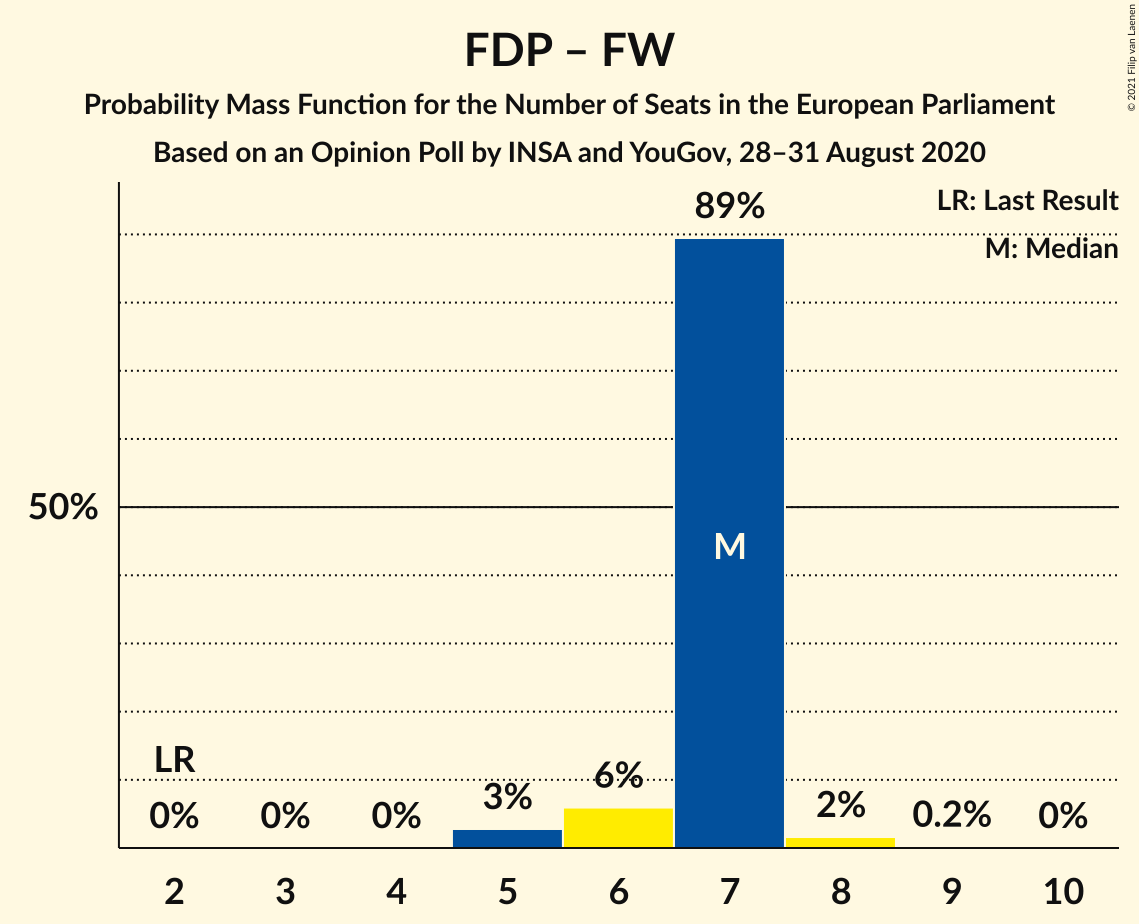 FDP – FW
Probability Mass Function for the Number of Seats in the European Parliament
Based on an Opinion Poll by INSA and YouGov, 28–31 August 2020
© 2021 Filip van Laenen
LR: Last Result
M: Median
89%
50%
M
LR
0% 0% 0% 3% 6% 2% 0.2% 0%
2 3 4 5 6 7 8 9 10